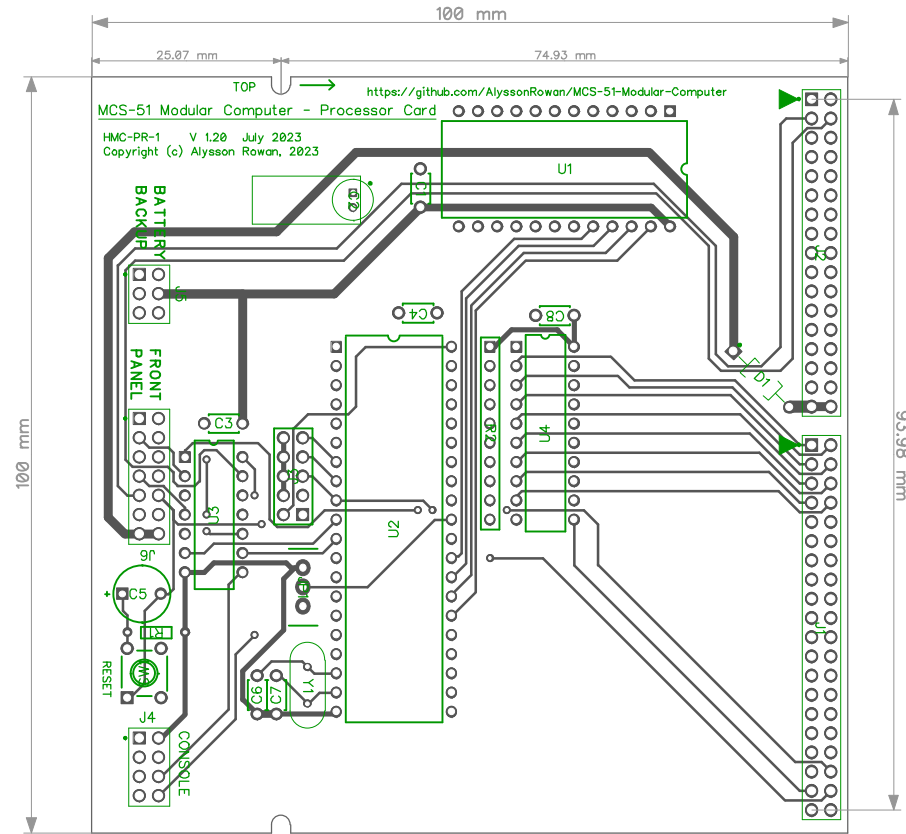 100 mm
25.07 mm
74.93 mm
TOP
https://github.com/AlyssonRowan/MCS-51-Modular-Computer
MCS-51 Modular Computer - Processor Card
HMC-PR-1 V 1.20 July 2023
Copyright (c) Alysson Rowan, 2023
U1
C1
BATTERY
BACKUP
J2
C4
C8
FRONT
PANEL
D1
C3
U4
100 mm
93.98 mm
U3
U2
J6
+
C5
R1
RESET
SW1
C6
C7
Y1
J1
J4
CONSOLE